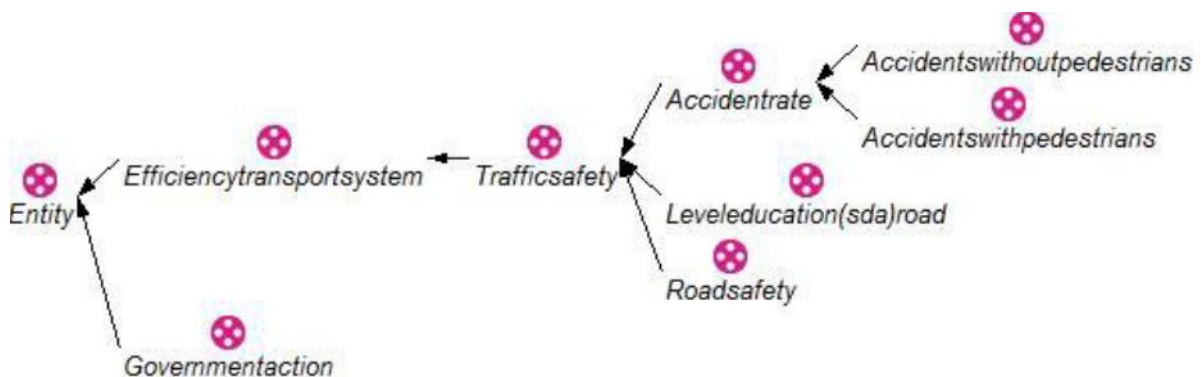 Accidentswithoutpedestrians
Accidentrate
Accidentswithpedestrians
Efficiencytransportsystem
Trafficsafety
Entity
Leveleducation(sda)road
Roadsafety
Governmentaction